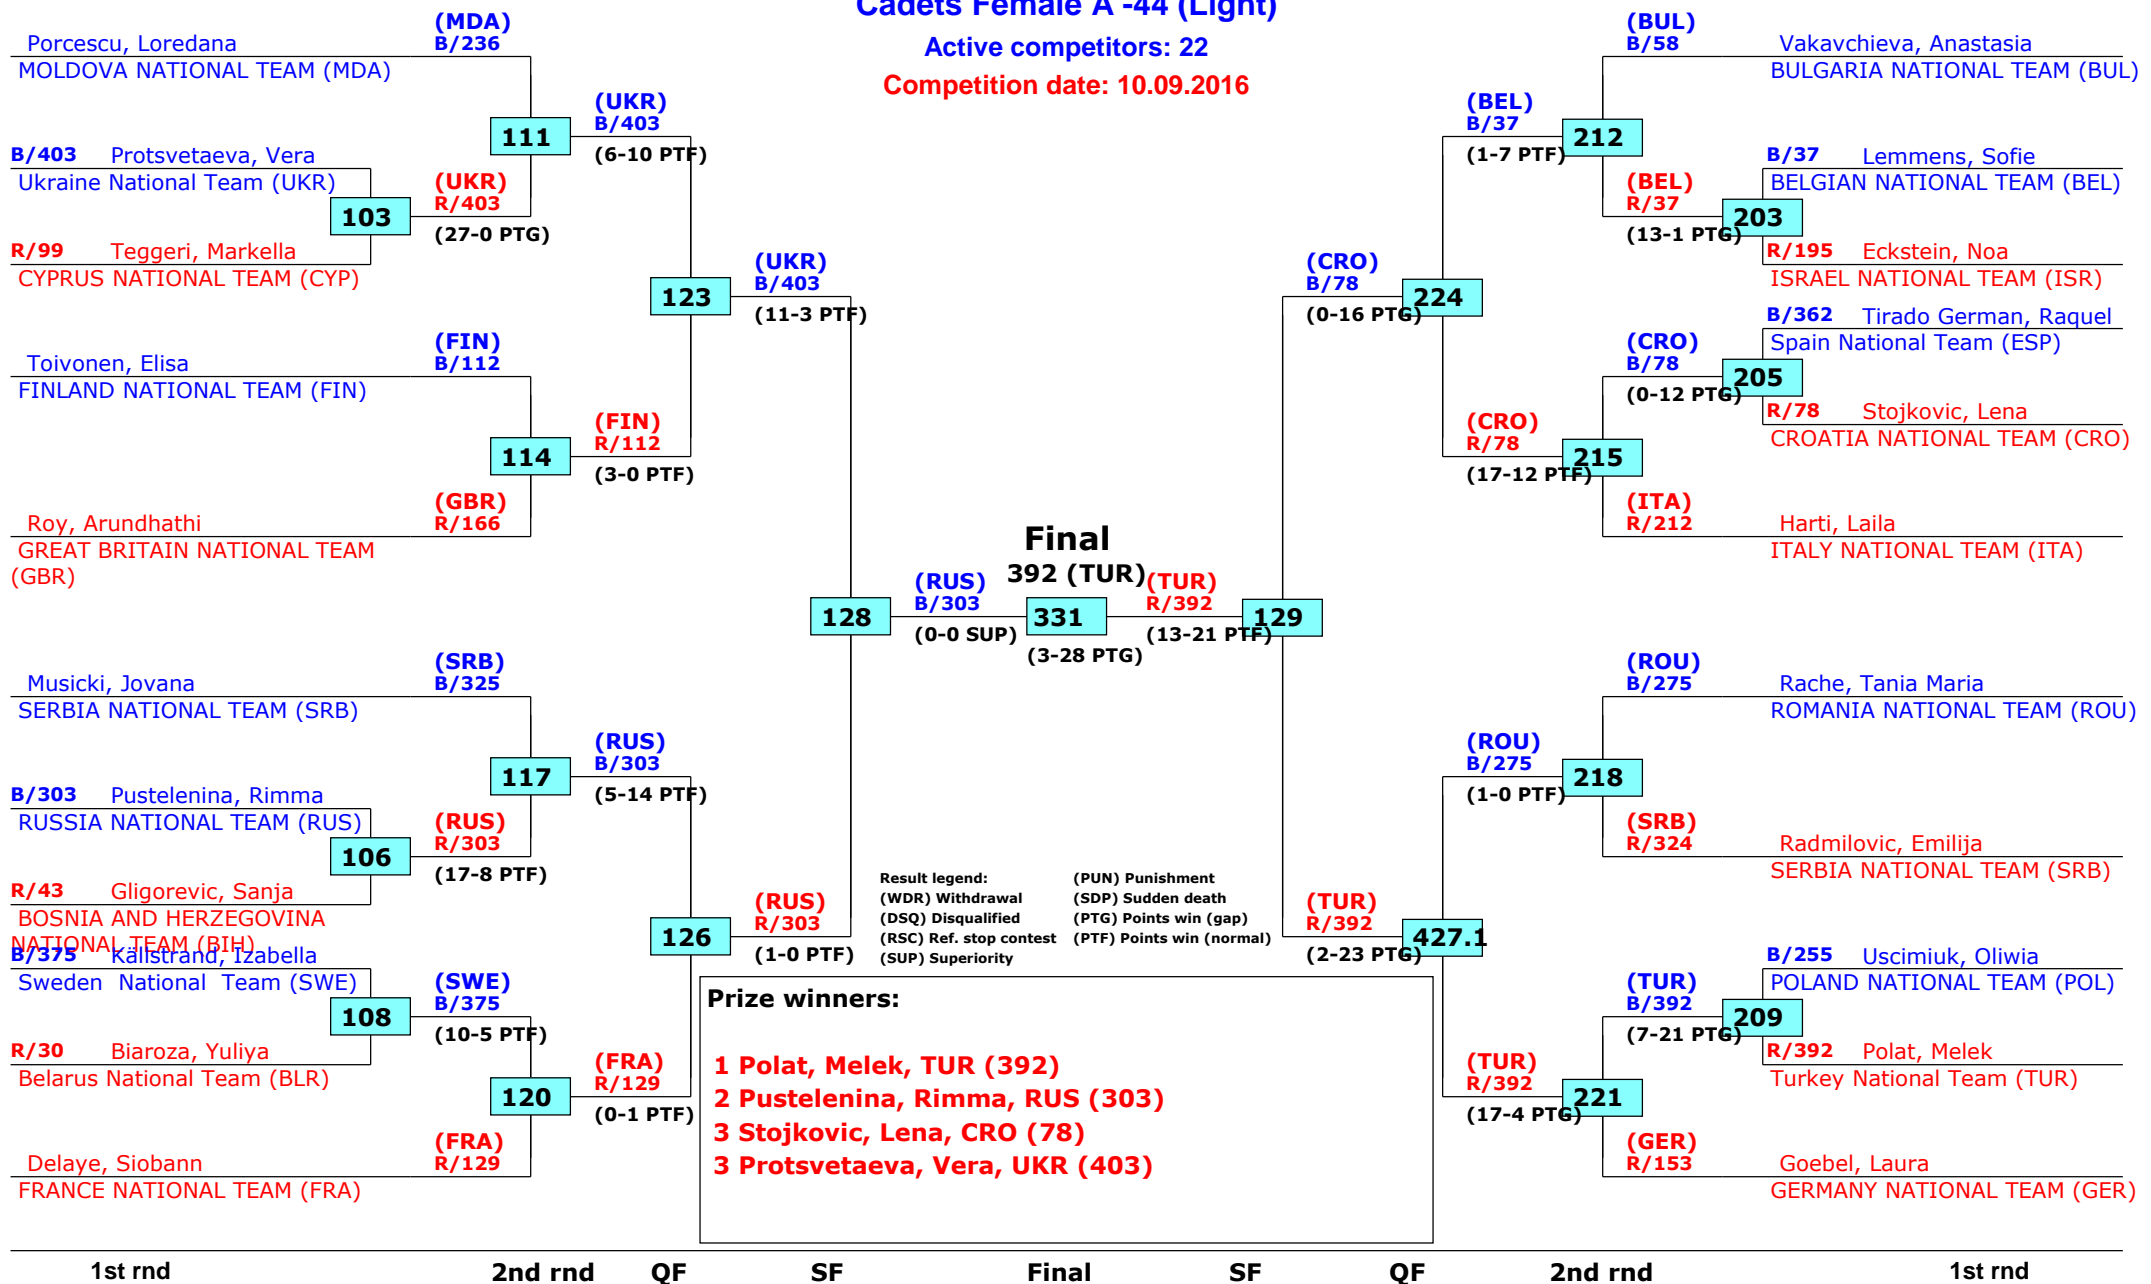 Cadets Female A -44 (Light)
Active competitors: 22
Competition date: 10.09.2016
Porcescu, Loredana
MOLDOVA NATIONAL TEAM (MDA)
(MDA)
B/236
B/403 Protsvetaeva, Vera
Ukraine National Team (UKR)
103
R/99 Teggeri, Markella
CYPRUS NATIONAL TEAM (CYP)
(UKR)
R/403
(27-0 PTG)
111
(UKR)
B/403
(6-10 PTF)
Toivonen, Elisa
FINLAND NATIONAL TEAM (FIN)
(FIN)
B/112
114
(FIN)
R/112
(3-0 PTF)
Roy, Arundhathi
GREAT BRITAIN NATIONAL TEAM
(GBR)
(GBR)
R/166
123
(UKR)
B/403
(11-3 PTF)
Musicki, Jovana
SERBIA NATIONAL TEAM (SRB)
(SRB)
B/325
117
(RUS)
B/303
(5-14 PTF)
B/303 Pustelenina, Rimma
RUSSIA NATIONAL TEAM (RUS)
106
R/43 Gligorevic, Sanja
BOSNIA AND HERZEGOVINA
NATIONAL TEAM (BIH)
(RUS)
R/303
(17-8 PTF)
B/375 Källstrand, Izabella
Sweden National Team (SWE)
108
R/30 Biaroza, Yuliya
Belarus National Team (BLR)
(SWE)
B/375
(10-5 PTF)
120
(FRA)
R/129
(0-1 PTF)
Delaye, Siobann
FRANCE NATIONAL TEAM (FRA)
(FRA)
R/129
126
(RUS)
R/303
(1-0 PTF)
128
(RUS)
B/303
(0-0 SUP)
Final
392 (TUR)
331
(3-28 PTG)
(TUR)
R/392
(13-21 PTF)
129
(BUL)
B/58
Vakavchieva, Anastasia
BULGARIA NATIONAL TEAM (BUL)
(BEL)
B/37
(1-7 PTF)
212
B/37 Lemmens, Sofie
BELGIAN NATIONAL TEAM (BEL)
(BEL)
R/37
(13-1 PTG)
203
R/195 Eckstein, Noa
ISRAEL NATIONAL TEAM (ISR)
(CRO)
B/78
(0-16 PTG)
224
B/362 Tirado German, Raquel
Spain National Team (ESP)
(CRO)
B/78
(0-12 PTG)
205
R/78 Stojkovic, Lena
CROATIA NATIONAL TEAM (CRO)
(CRO)
R/78
(17-12 PTF)
215
(ITA)
R/212
Harti, Laila
ITALY NATIONAL TEAM (ITA)
(ROU)
B/275
Rache, Tania Maria
ROMANIA NATIONAL TEAM (ROU)
(ROU)
B/275
(1-0 PTF)
218
(SRB)
R/324
Radmilovic, Emilija
SERBIA NATIONAL TEAM (SRB)
(TUR)
R/392
(2-23 PTG)
427.1
B/255 Uscimiuk, Oliwia
POLAND NATIONAL TEAM (POL)
(TUR)
B/392
(7-21 PTG)
209
R/392 Polat, Melek
Turkey National Team (TUR)
(TUR)
R/392
(17-4 PTG)
221
(GER)
R/153
Goebel, Laura
GERMANY NATIONAL TEAM (GER)
Result legend:
(WDR) Withdrawal
(DSQ) Disqualified
(RSC) Ref. stop contest
(SUP) Superiority
(PUN) Punishment
(SDP) Sudden death
(PTG) Points win (gap)
(PTF) Points win (normal)
Prize winners:
1 Polat, Melek, TUR (392)
2 Pustelenina, Rimma, RUS (303)
3 Stojkovic, Lena, CRO (78)
3 Protsvetaeva, Vera, UKR (403)
1st rnd 2nd rnd QF SF Final SF QF 2nd rnd 1st rnd